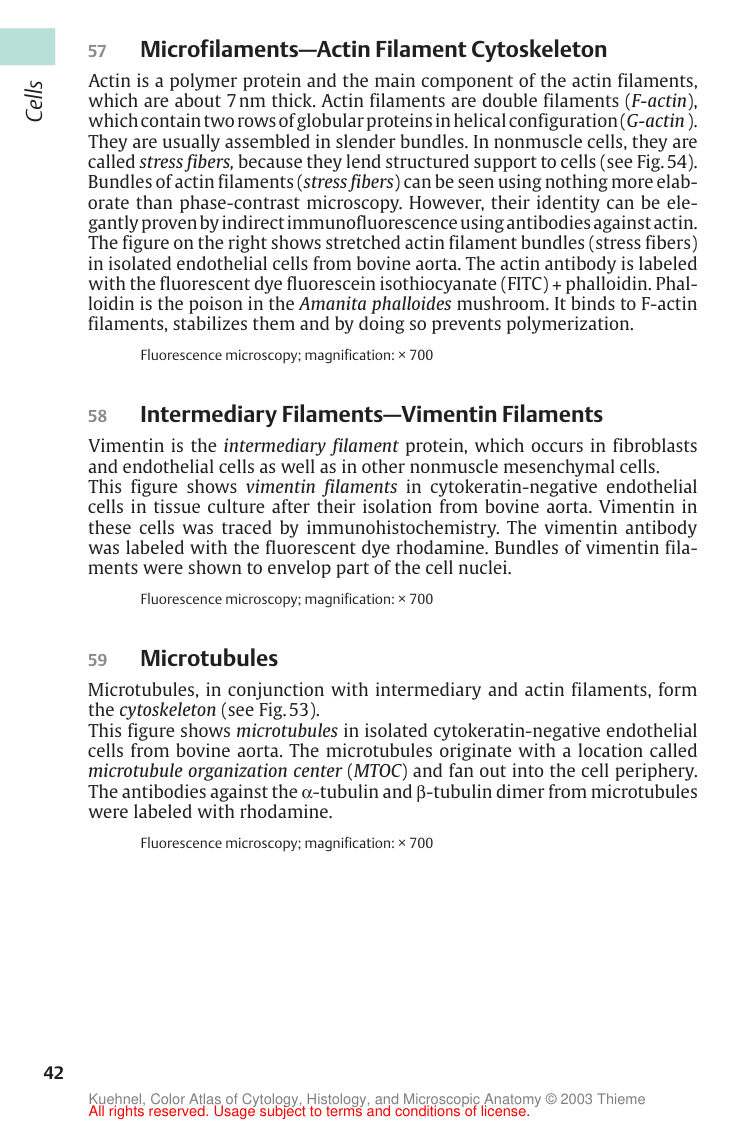 Cells
57 Microfilaments—Actin Filament Cytoskeleton
Actin is a polymer protein and the main component of the actin filaments,
which are about 7 nm thick. Actin filaments are double filaments (F-actin),
which contain two rows of globular proteins in helical configuration (G-actin ).
They are usually assembled in slender bundles. In nonmuscle cells, they are
called stress fibers, because they lend structured support to cells (see Fig. 54).
Bundles of actin filaments (stress fibers) can be seen using nothing more elab-
orate than phase-contrast microscopy. However, their identity can be ele-
gantly proven by indirect immunofluorescence using antibodies against actin.
The figure on the right shows stretched actin filament bundles (stress fibers)
in isolated endothelial cells from bovine aorta. The actin antibody is labeled
with the fluorescent dye fluorescein isothiocyanate (FITC) + phalloidin. Phal-
loidin is the poison in the Amanita phalloides mushroom. It binds to F-actin
filaments, stabilizes them and by doing so prevents polymerization.
Fluorescence microscopy; magnification: × 700
58 Intermediary Filaments—Vimentin Filaments
Vimentin is the intermediary filament protein, which occurs in fibroblasts
and endothelial cells as well as in other nonmuscle mesenchymal cells.
This figure shows vimentin filaments in cytokeratin-negative endothelial
cells in tissue culture after their isolation from bovine aorta. Vimentin in
these cells was traced by immunohistochemistry. The vimentin antibody
was labeled with the fluorescent dye rhodamine. Bundles of vimentin fila-
ments were shown to envelop part of the cell nuclei.
Fluorescence microscopy; magnification: × 700
59 Microtubules
Microtubules, in conjunction with intermediary and actin filaments, form
the cytoskeleton (see Fig. 53).
This figure shows microtubules in isolated cytokeratin-negative endothelial
cells from bovine aorta. The microtubules originate with a location called
microtubule organization center (MTOC) and fan out into the cell periphery.
The antibodies against the α-tubulin and β-tubulin dimer from microtubules
were labeled with rhodamine.
Fluorescence microscopy; magnification: × 700
42
Kuehnel, Color Atlas of Cytology, Histology, and Microscopic Anatomy © 2003 Thieme
All rights reserved. Usage subject to terms and conditions of license.